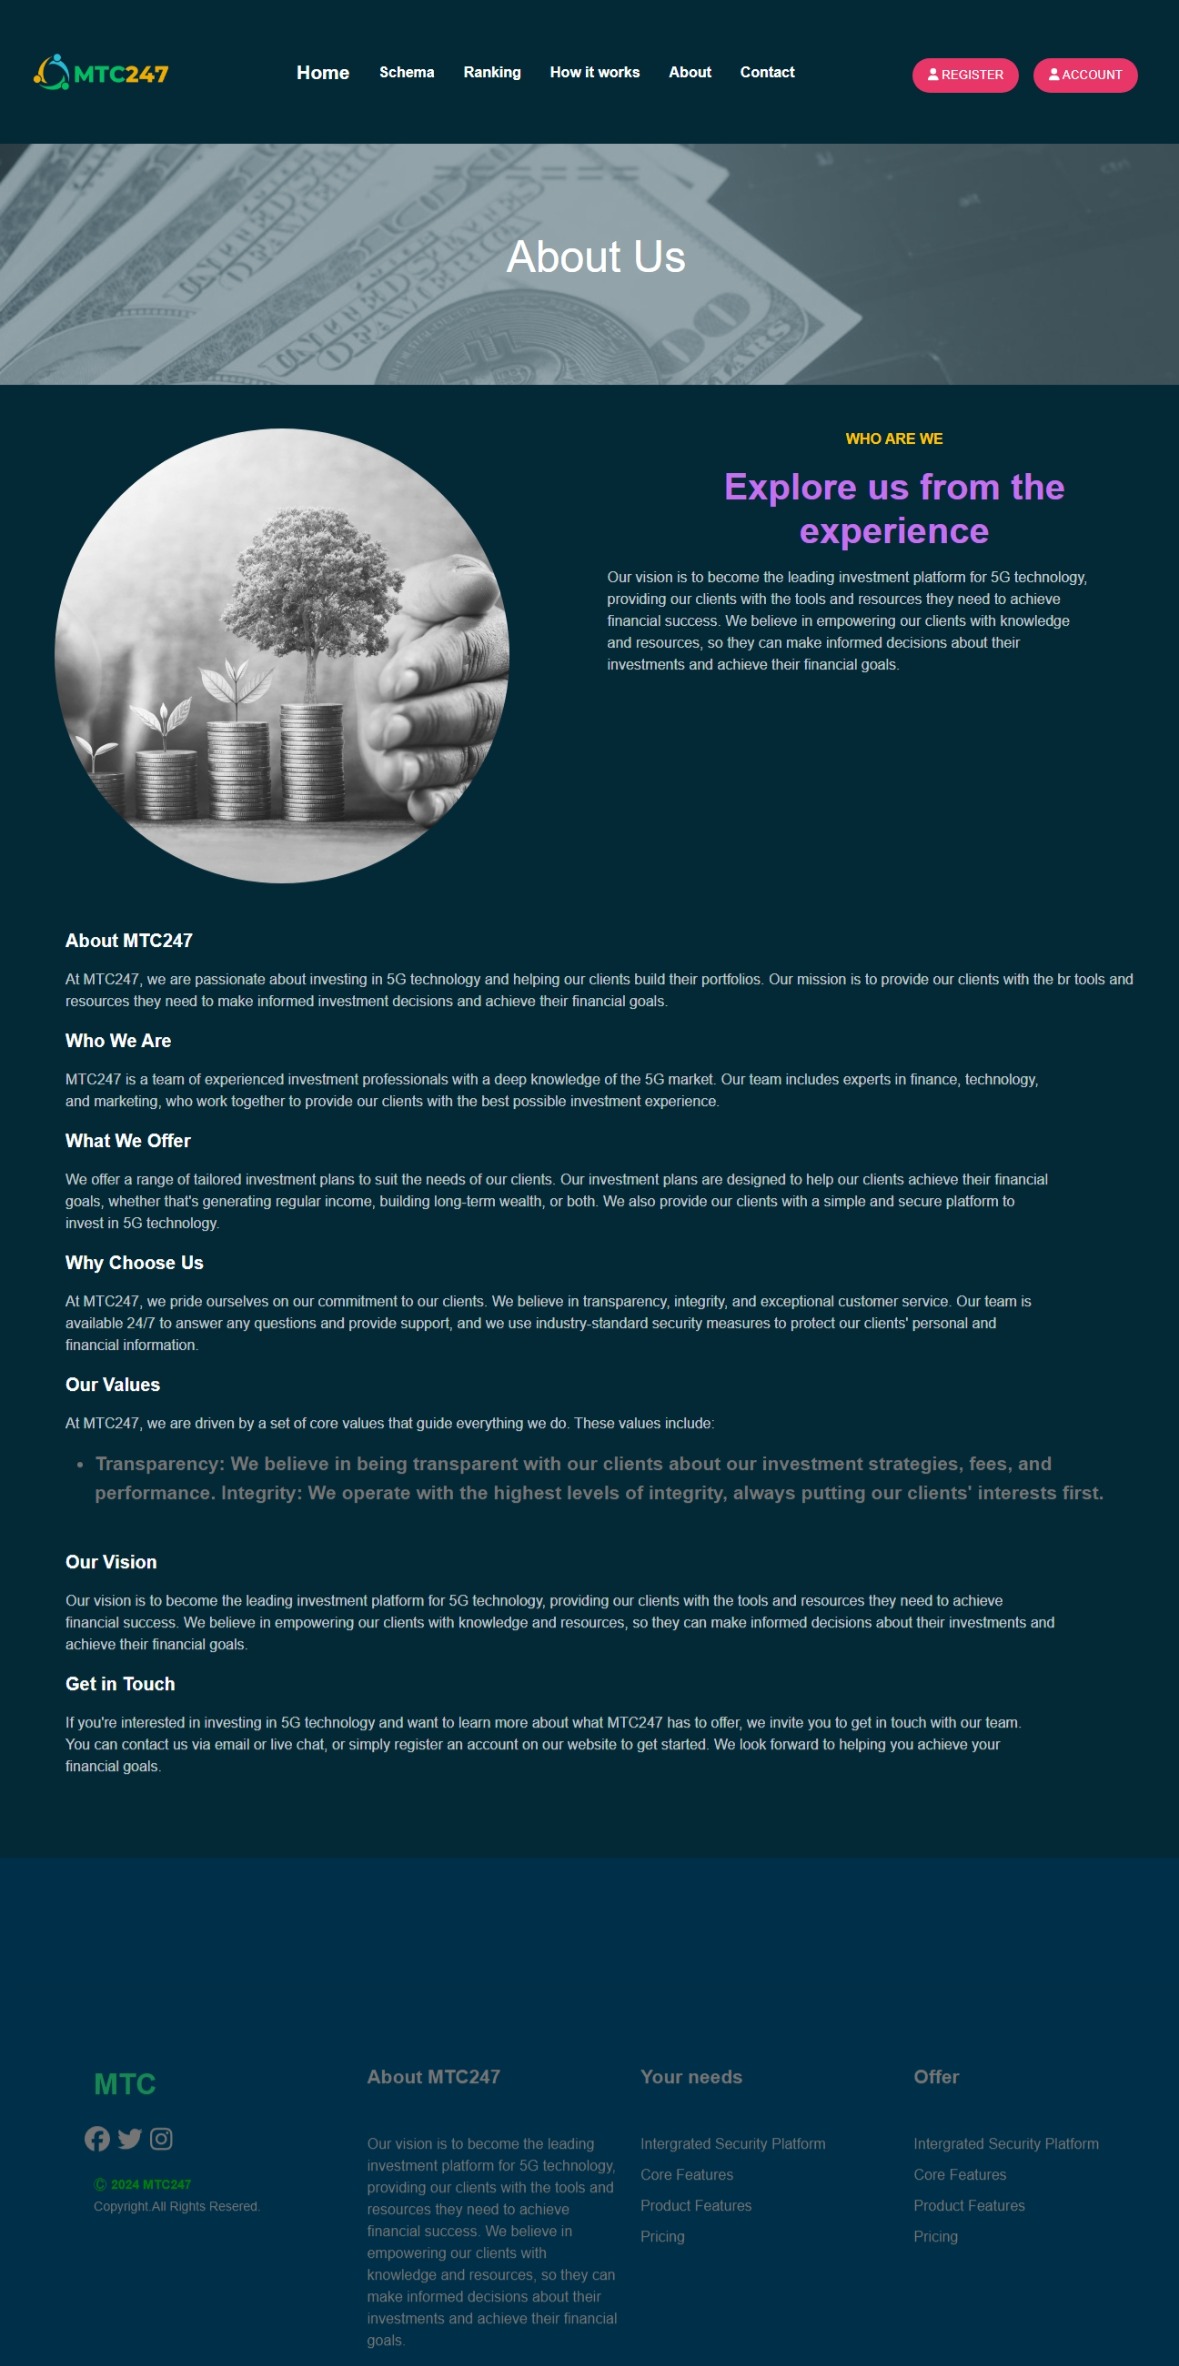 MTC247
Home Schema Ranking How it works About Contact
REGISTER ACCOUNT
About Us
WHO ARE WE
Explore us from the
experience
Our vision is to become the leading investment platform for 5G technology,
providing our clients with the tools and resources they need to achieve
financial success. We believe in empowering our clients with knowledge
and resources, so they can make informed decisions about their
investments and achieve their financial goals.
About MTC247
At MTC247, we are passionate about investing in 5G technology and helping our clients build their portfolios. Our mission is to provide our clients with the br tools and
resources they need to make informed investment decisions and achieve their financial goals.
Who We Are
MTC247 is a team of experienced investment professionals with a deep knowledge of the 5G market. Our team includes experts in finance, technology,
and marketing, who work together to provide our clients with the best possible investment experience.
What We Offer
We offer a range of tailored investment plans to suit the needs of our clients. Our investment plans are designed to help our clients achieve their financial
goals, whether that's generating regular income, building long-term wealth, or both. We also provide our clients with a simple and secure platform to
invest in 5G technology.
Why Choose Us
At MTC247, we pride ourselves on our commitment to our clients. We believe in transparency, integrity, and exceptional customer service. Our team is
available 24/7 to answer any questions and provide support, and we use industry-standard security measures to protect our clients' personal and
financial information.
Our Values
At MTC247, we are driven by a set of core values that guide everything we do. These values include:
• Transparency: We believe in being transparent with our clients about our investment strategies, fees, and
performance. Integrity: We operate with the highest levels of integrity, always putting our clients' interests first.
Our Vision
Our vision is to become the leading investment platform for 5G technology, providing our clients with the tools and resources they need to achieve
financial success. We believe in empowering our clients with knowledge and resources, so they can make informed decisions about their investments and
achieve their financial goals.
Get in Touch
If you're interested in investing in 5G technology and want to learn more about what MTC247 has to offer, we invite you to get in touch with our team.
You can contact us via email or live chat, or simply register an account on our website to get started. We look forward to helping you achieve your
financial goals.
MTC
© 2024 MTC247
Copyright.All Rights Resered.
About MTC247
Our vision is to become the leading
investment platform for 5G technology,
providing our clients with the tools and
resources they need to achieve
financial success. We believe in
empowering our clients with
knowledge and resources, so they can
make informed decisions about their
investments and achieve their financial
goals.
Your needs
Intergrated Security Platform
Core Features
Product Features
Pricing
Offer
Intergrated Security Platform
Core Features
Product Features
Pricing